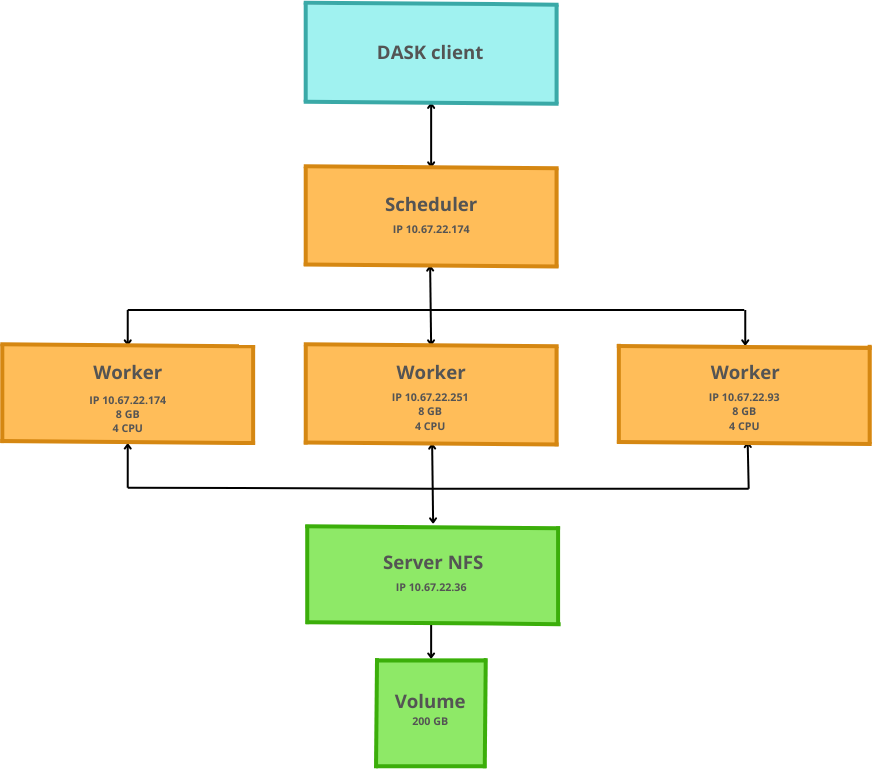 DASK client
Scheduler
IP 10.67.22.174
Worker
IP 10.67.22.174
8 GB
4 CPU
Worker
IP 10.67.22.251
8 GB
4 CPU
Worker
IP 10.67.22.93
8 GB
4 CPU
Server NFS
IP 10.67.22.36
Volume
200 GB